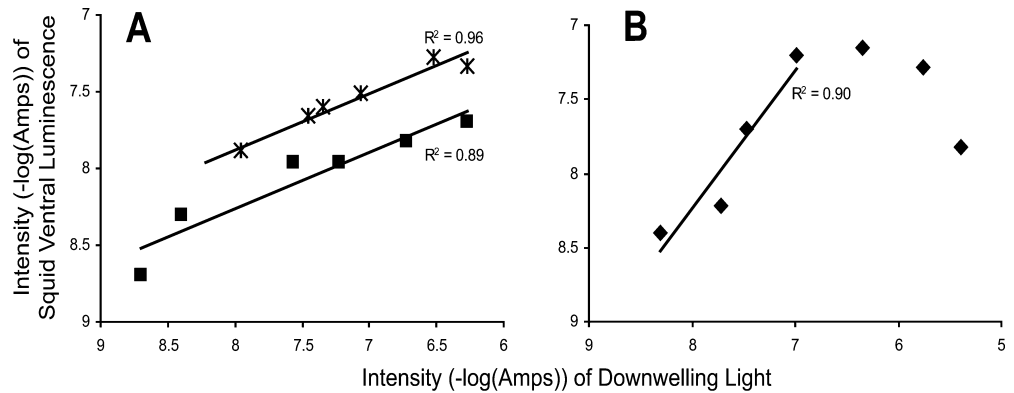 A
B
Intensity (-log(Amps)) of
Squid Ventral Luminescence
7
7.5
8
8.5
9
R² = 0.96
R² = 0.89
9
8.5
8
7.5
7
6.5
6
7
7.5
8
8.5
9
R² = 0.90
9
8
7
6
5
Intensity (-log(Amps)) of Downwelling Light